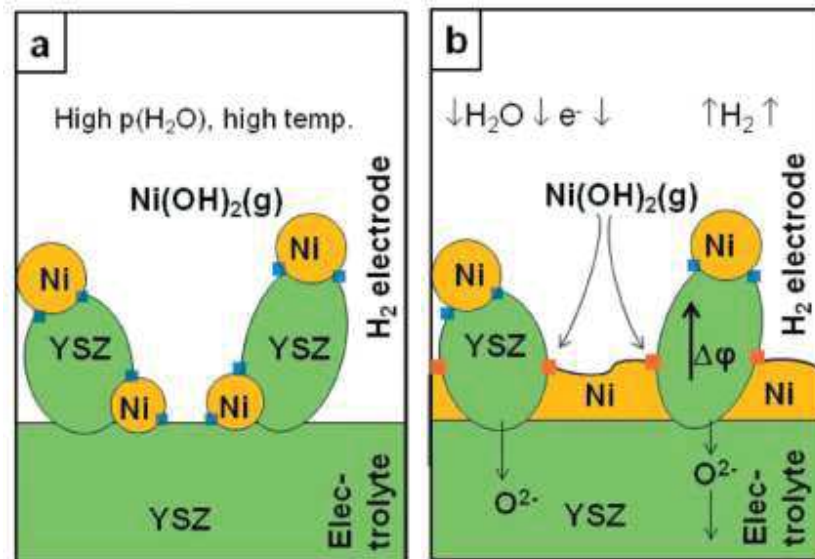 a
High p(H₂O), high temp.
Ni(OH)₂(g)
Ni
Ni
YSZ
YSZ
Ni
Ni
H₂ electrode
YSZ
Elec-
trolyte
b
↓H₂O ↓ e⁻ ↓ ↑H₂ ↑
Ni(OH)₂(g)
Ni
Ni
YSZ
Δφ
Ni
Ni
H₂ electrode
O²⁻
O²⁻
YSZ
Elec-
trolyte